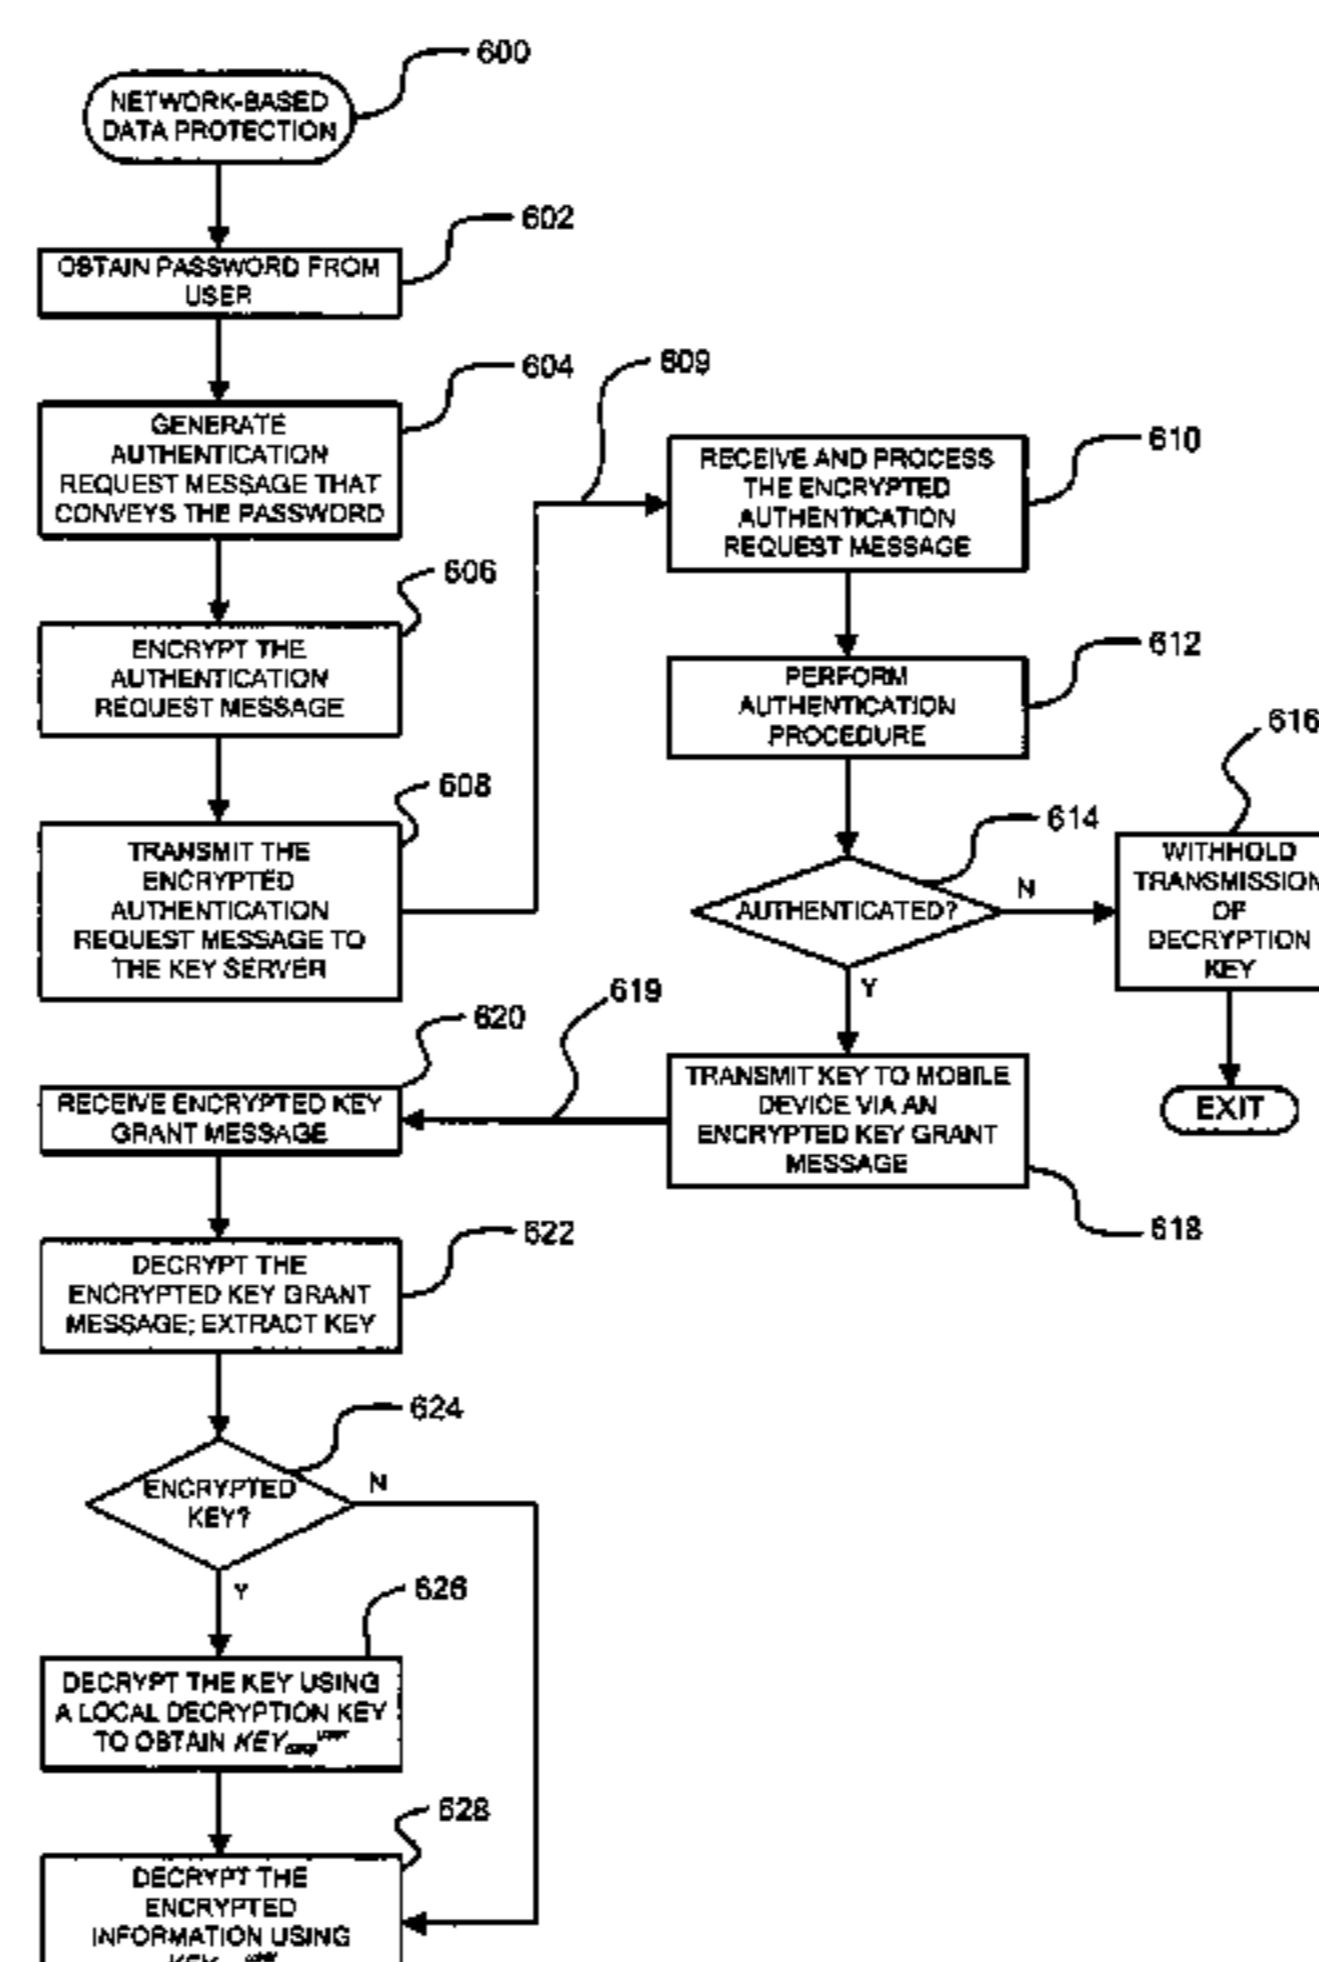 600
NETWORK-BASED
DATA PROTECTION
602
OBTAIN PASSWORD FROM
USER
604
GENERATE
AUTHENTICATION
REQUEST MESSAGE THAT
CONVEYS THE PASSWORD
606
ENCRYPT THE
AUTHENTICATION
REQUEST MESSAGE
608
TRANSMIT THE
ENCRYPTED
AUTHENTICATION
REQUEST MESSAGE TO
THE KEY SERVER
609
610
RECEIVE AND PROCESS
THE ENCRYPTED
AUTHENTICATION
REQUEST MESSAGE
612
PERFORM
AUTHENTICATION
PROCEDURE
614
AUTHENTICATED?
N
Y
616
WITHHOLD
TRANSMISSION
OF
DECRYPTION
KEY
EXIT
618
TRANSMIT KEY TO MOBILE
DEVICE VIA AN
ENCRYPTED KEY GRANT
MESSAGE
619
620
RECEIVE ENCRYPTED KEY
GRANT MESSAGE
622
DECRYPT THE
ENCRYPTED KEY GRANT
MESSAGE; EXTRACT KEY
624
ENCRYPTED
KEY?
N
Y
626
DECRYPT THE KEY USING
A LOCAL DECRYPTION KEY
TO OBTAIN KEY
628
DECRYPT THE
ENCRYPTED
INFORMATION USING